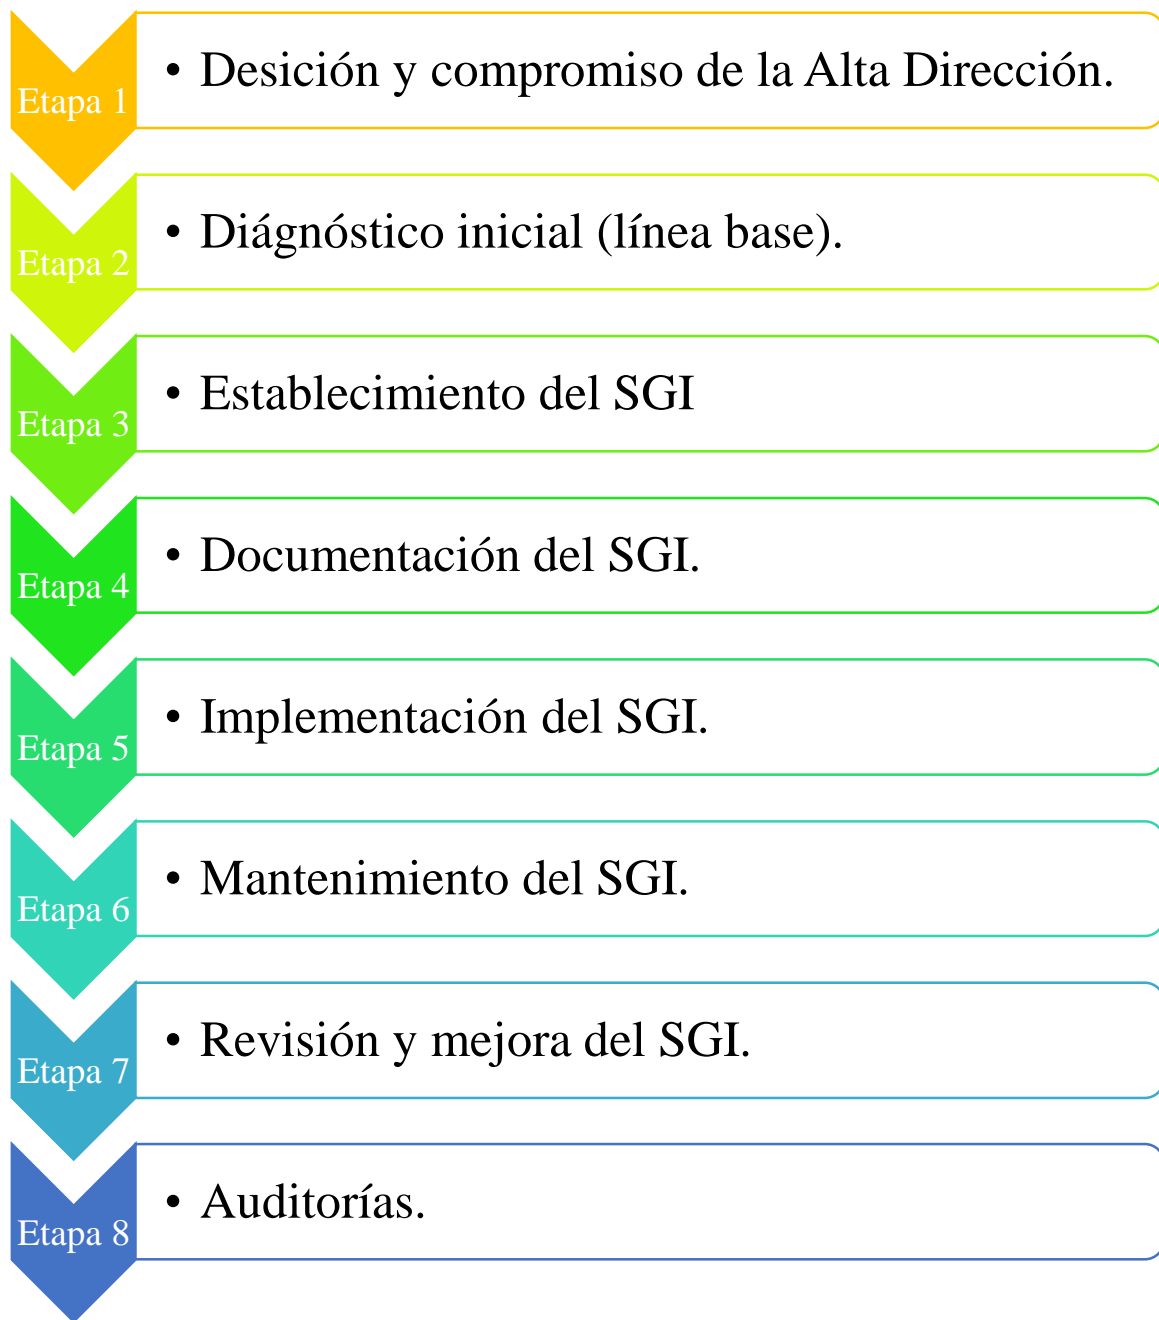 Etapa 1
• Desición y compromiso de la Alta Dirección.
Etapa 2
• Diágnóstico inicial (línea base).
Etapa 3
• Establecimiento del SGI
Etapa 4
• Documentación del SGI.
Etapa 5
• Implementación del SGI.
Etapa 6
• Mantenimiento del SGI.
Etapa 7
• Revisión y mejora del SGI.
Etapa 8
• Auditorías.